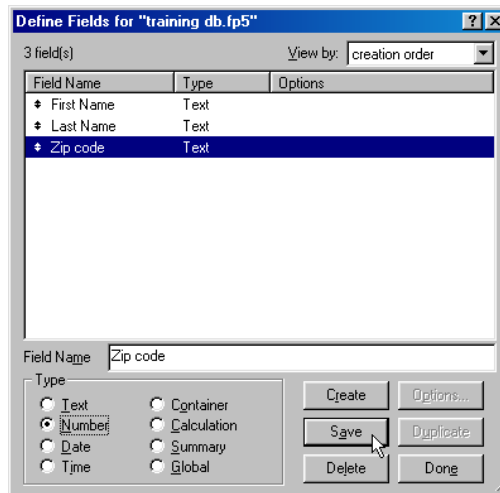 Define Fields for "training db.fp5"
3 field(s) View by: creation order
Field Name Type Options
First Name Text
Last Name Text
Zip code Text
Field Name Zip code
Type
Text Container
Number Calculation
Date Summary
Time Global
Create Options...
Save Duplicate
Delete Done